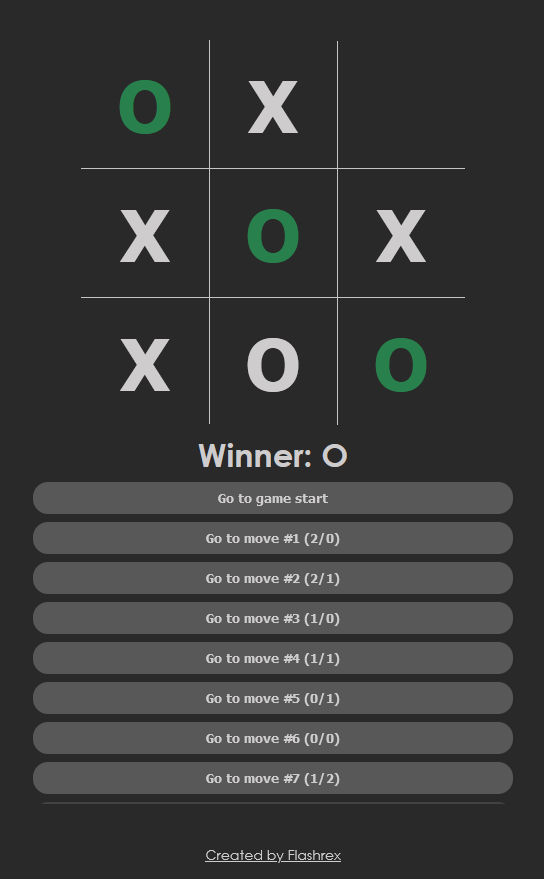 O X
X O X
X O O
Winner: O
Go to game start
Go to move #1 (2/0)
Go to move #2 (2/1)
Go to move #3 (1/0)
Go to move #4 (1/1)
Go to move #5 (0/1)
Go to move #6 (0/0)
Go to move #7 (1/2)
Created by Flashrex